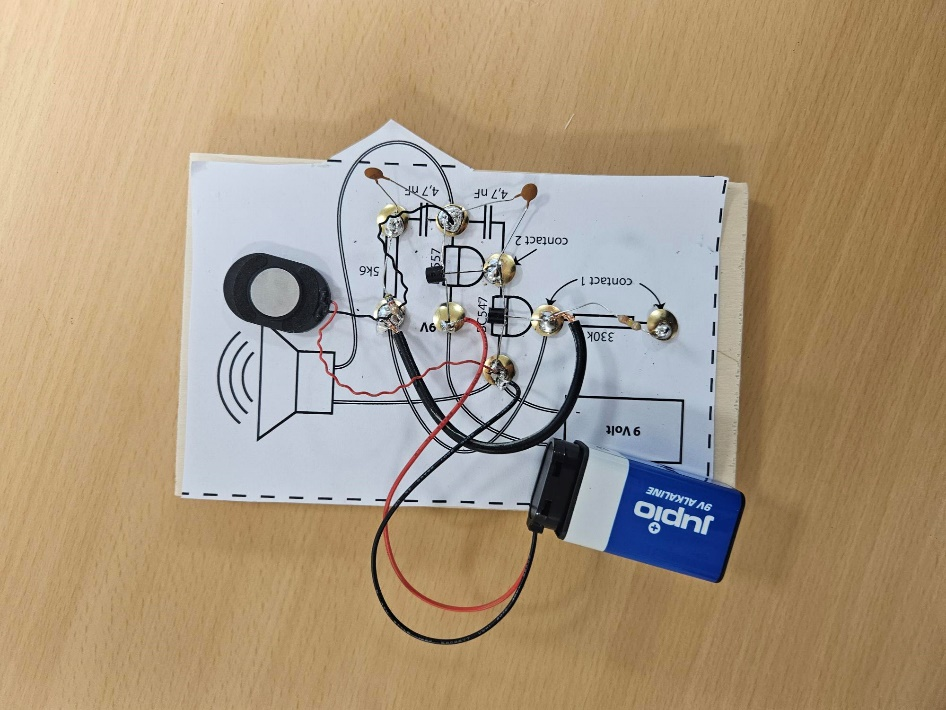 4,7 nF
4,7 nF
contact 2
5k6
557
contact 1
C547
9V
330k
9 Volt
9V ALKALINE
jupio